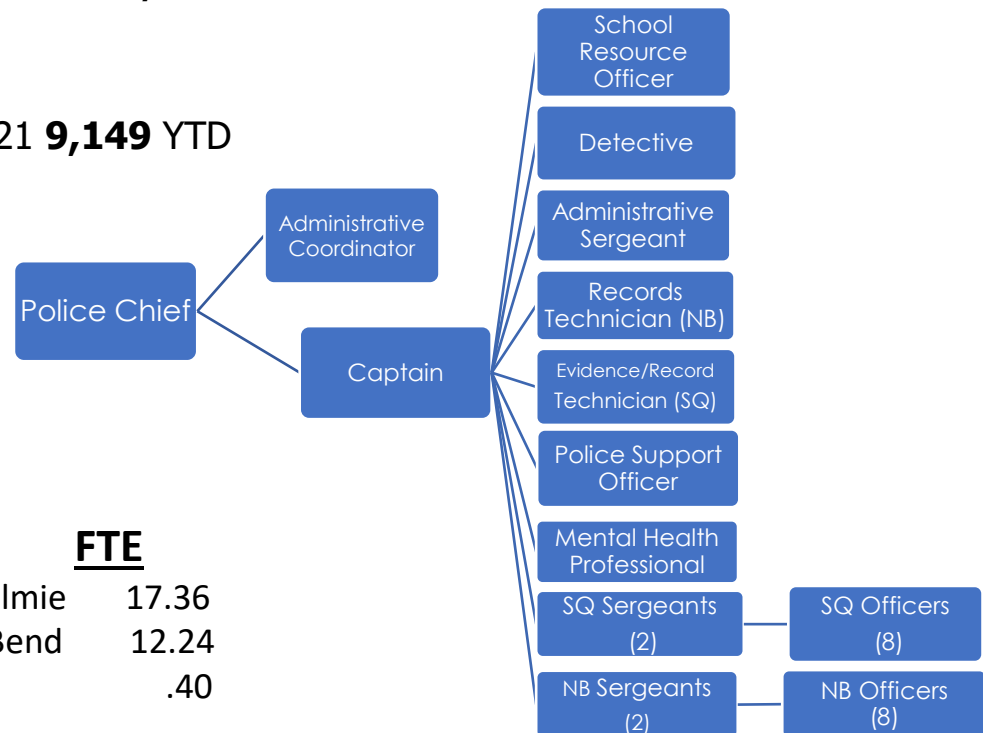 21 9,149 YTD
Police Chief
Administrative
Coordinator
Captain
School
Resource
Officer
Detective
Administrative
Sergeant
Records
Technician (NB)
Evidence/Record
Technician (SQ)
Police Support
Officer
Mental Health
Professional
SQ Sergeants
(2)
SQ Officers
(8)
NB Sergeants
(2)
NB Officers
(8)
FTE
lmie 17.36
Bend 12.24
.40